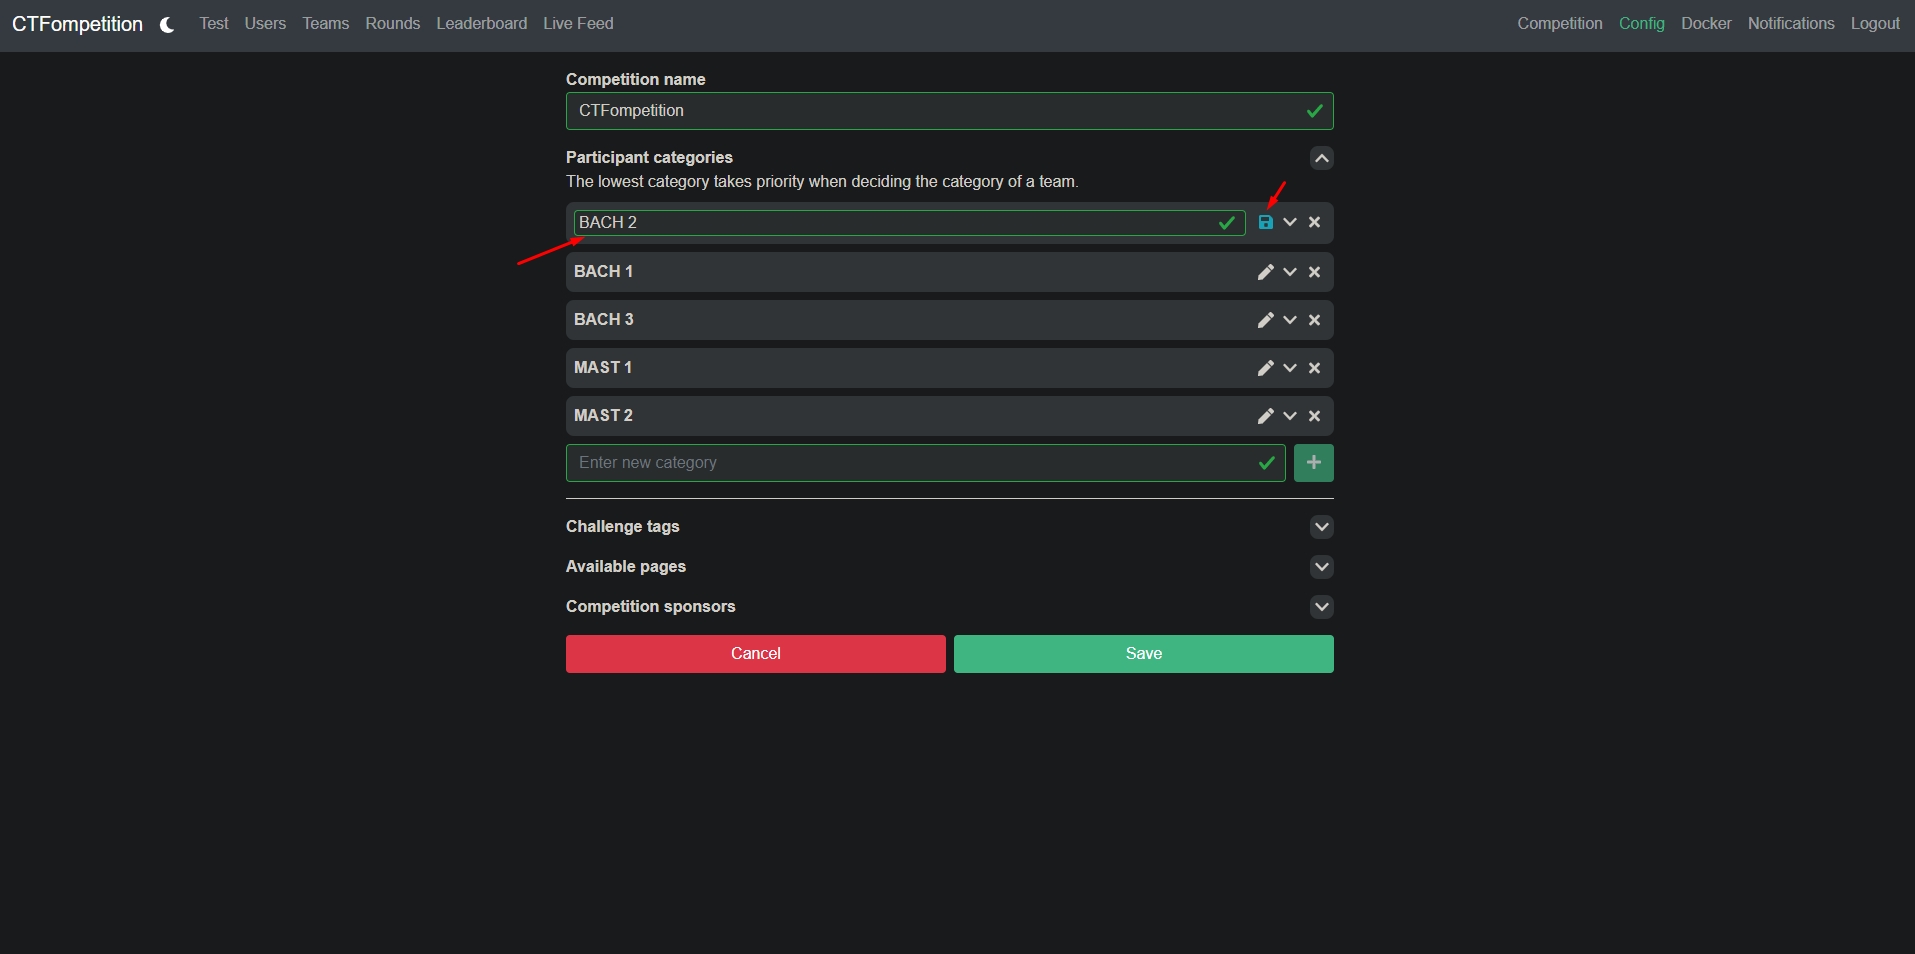 CTFompetition Test Users Teams Rounds Leaderboard Live Feed Competition Config Docker Notifications Logout
Competition name
CTFompetition
Participant categories
The lowest category takes priority when deciding the category of a team.
BACH 2
BACH 1
BACH 3
MAST 1
MAST 2
Enter new category
Challenge tags
Available pages
Competition sponsors
Cancel Save